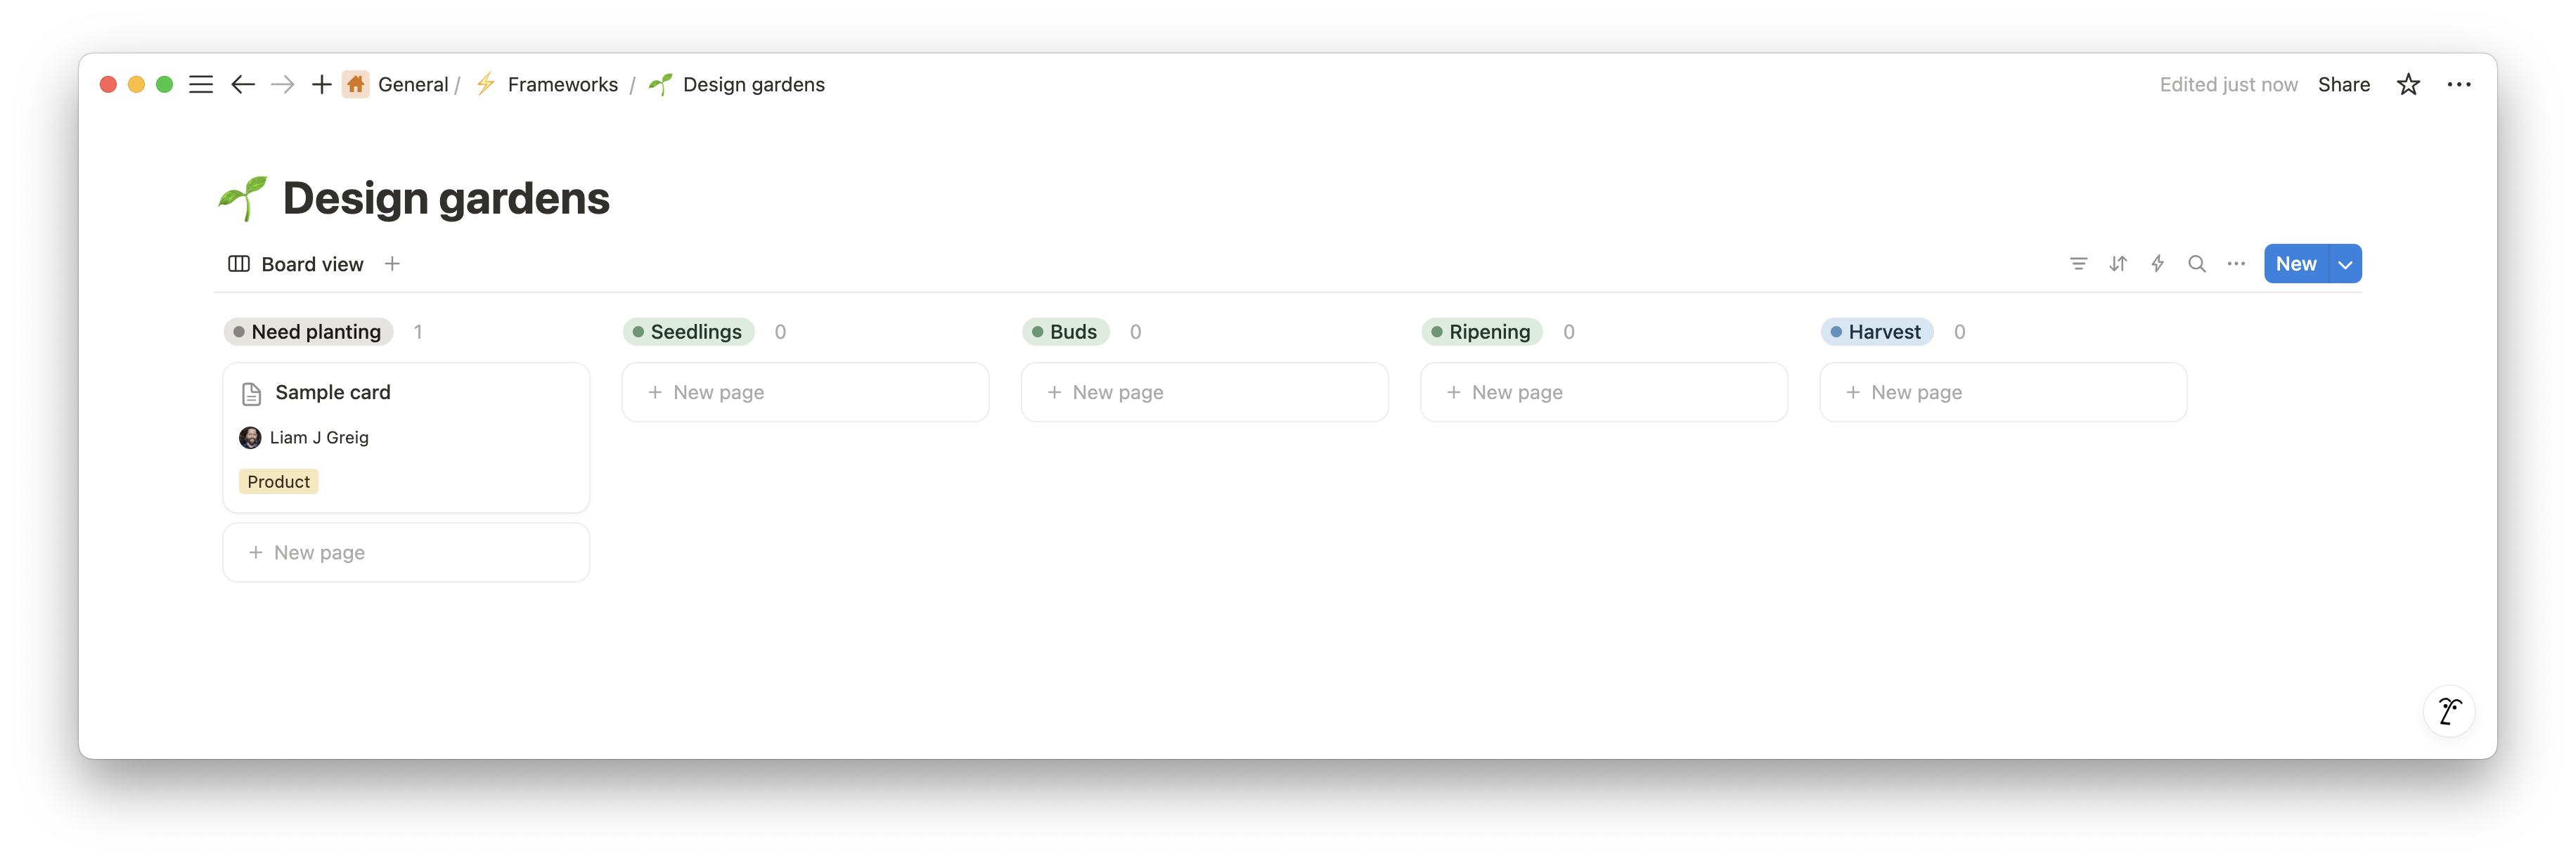 General / Frameworks / Design gardens
Edited just now Share
Design gardens
Board view
New
Need planting 1
Seedlings 0
Buds 0
Ripening 0
Harvest 0
Sample card
Liam J Greig
Product
+ New page
+ New page
+ New page
+ New page
+ New page